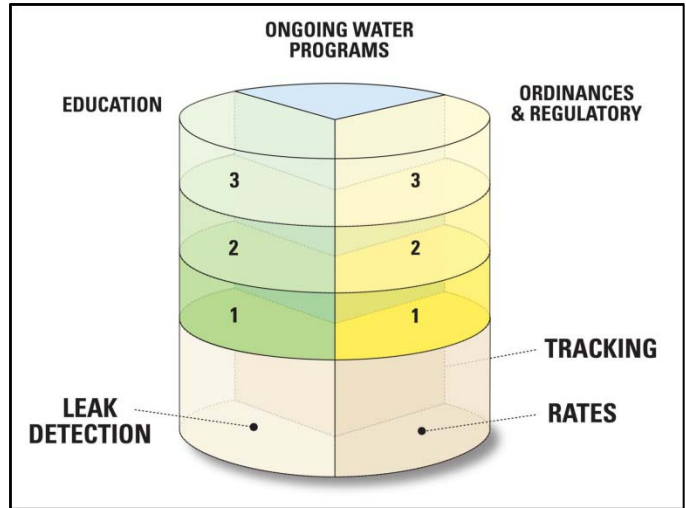 ONGOING WATER
PROGRAMS
EDUCATION
ORDINANCES
& REGULATORY
3
3
2
2
1
1
TRACKING
LEAK
DETECTION
RATES